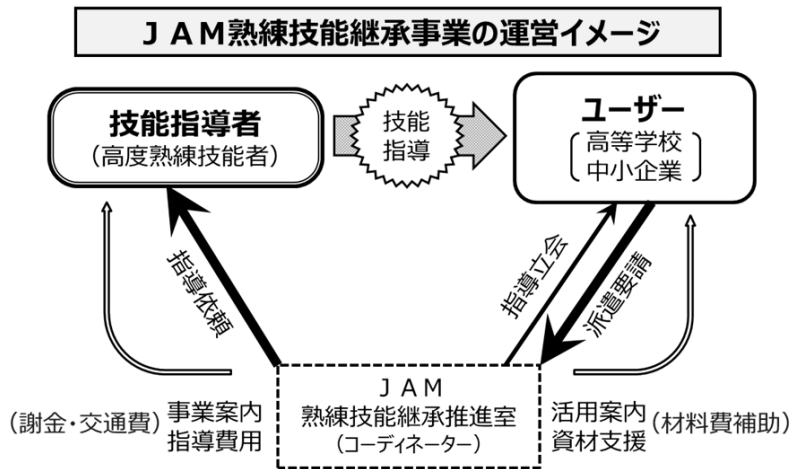 ＪＡＭ熟練技能継承事業の運営イメージ
技能指導者
（高度熟練技能者）
技能
指導
ユーザー
高等学校
中小企業
指導依頼
指導立会
派遣要請
（謝金・交通費）
事業案内
指導費用
ＪＡＭ
熟練技能継承推進室
（コーディネーター）
活用案内
資材支援
（材料費補助）